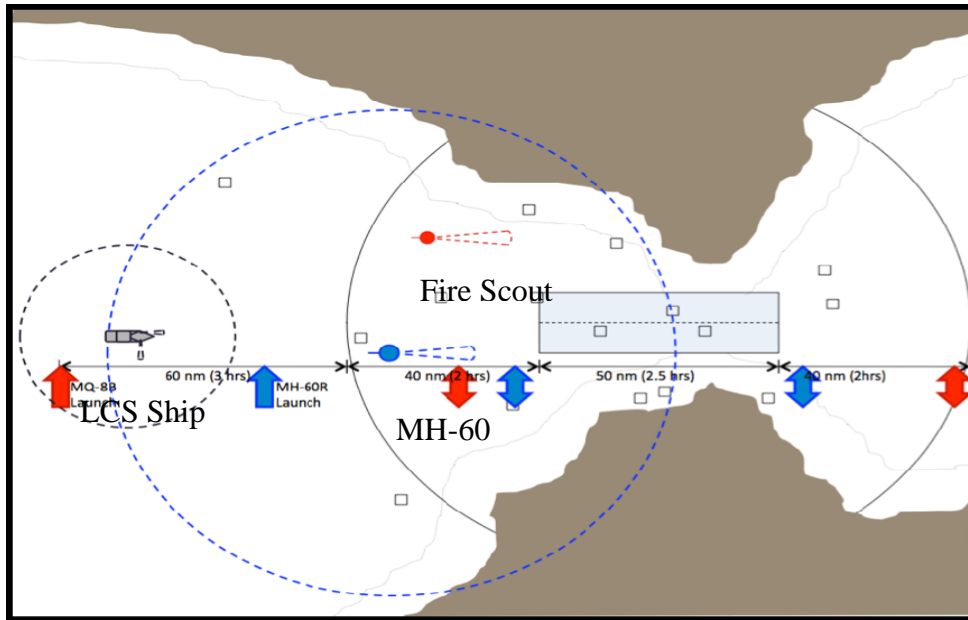 Fire Scout
60 nm (3 hrs)
40 nm (2 hrs)
50 nm (2.5 hrs)
40 nm (2hrs)
MQ-8B
Launch
MH-60R
Launch
LCS Ship
MH-60